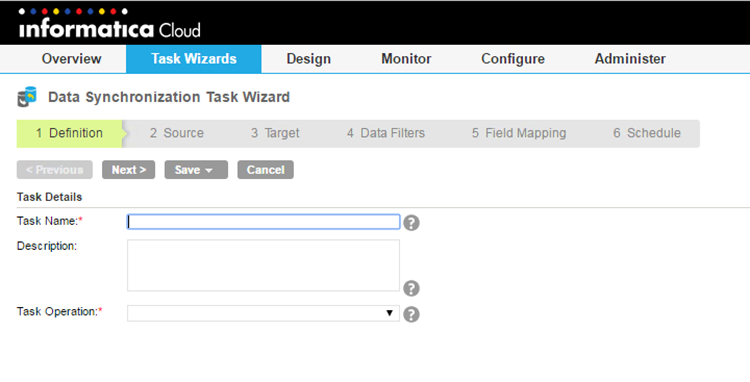 informatica Cloud
Overview Task Wizards Design Monitor Configure Administer
Data Synchronization Task Wizard
1 Definition 2 Source 3 Target 4 Data Filters 5 Field Mapping 6 Schedule
< Previous Next > Save Cancel
Task Details
Task Name:* ?
Description:
?
Task Operation:* ?